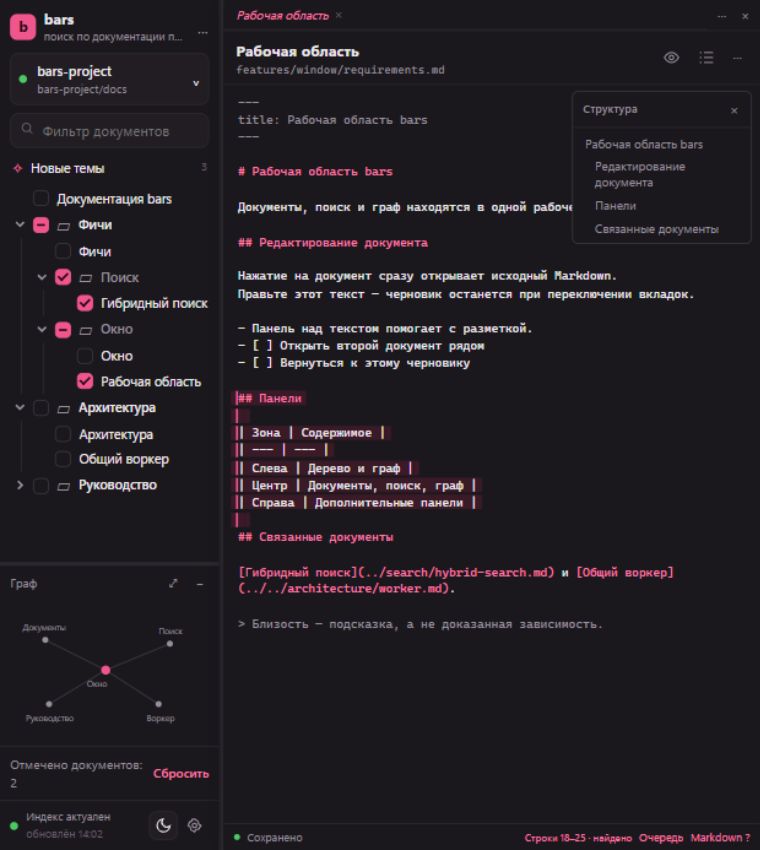 b
bars
поиск по документации п...
...
bars-project
bars-project/docs
v
Фильтр документов
Новые темы
3
Документация bars
Фичи
Фичи
Поиск
Гибридный поиск
Окно
Окно
Рабочая область
Архитектура
Архитектура
Общий воркер
Руководство
Граф
Документы
Поиск
Окно
Руководство
Воркер
Отмечено документов:
2
Сбросить
Индекс актуален
обновлён 14:02
Рабочая область ×
... ×
Рабочая область
features/window/requirements.md
...
---
title: Рабочая область bars
---
# Рабочая область bars
Документы, поиск и граф находятся в одной рабоче
## Редактирование документа
Нажатие на документ сразу открывает исходный Markdown.
Правьте этот текст — черновик останется при переключении вкладок.
- Панель над текстом помогает с разметкой.
- [ ] Открыть второй документ рядом
- [ ] Вернуться к этому черновику
## Панели
| Зона | Содержимое |
| --- | --- |
| Слева | Дерево и граф |
| Центр | Документы, поиск, граф |
| Справа | Дополнительные панели |
## Связанные документы
[Гибридный поиск](../search/hybrid-search.md) и [Общий воркер]
(../../architecture/worker.md).
> Близость — подсказка, а не доказанная зависимость.
Структура ×
Рабочая область bars
Редактирование
документа
Панели
Связанные документы
Сохранено
Строки 18–25 · найдено Очередь Markdown ?